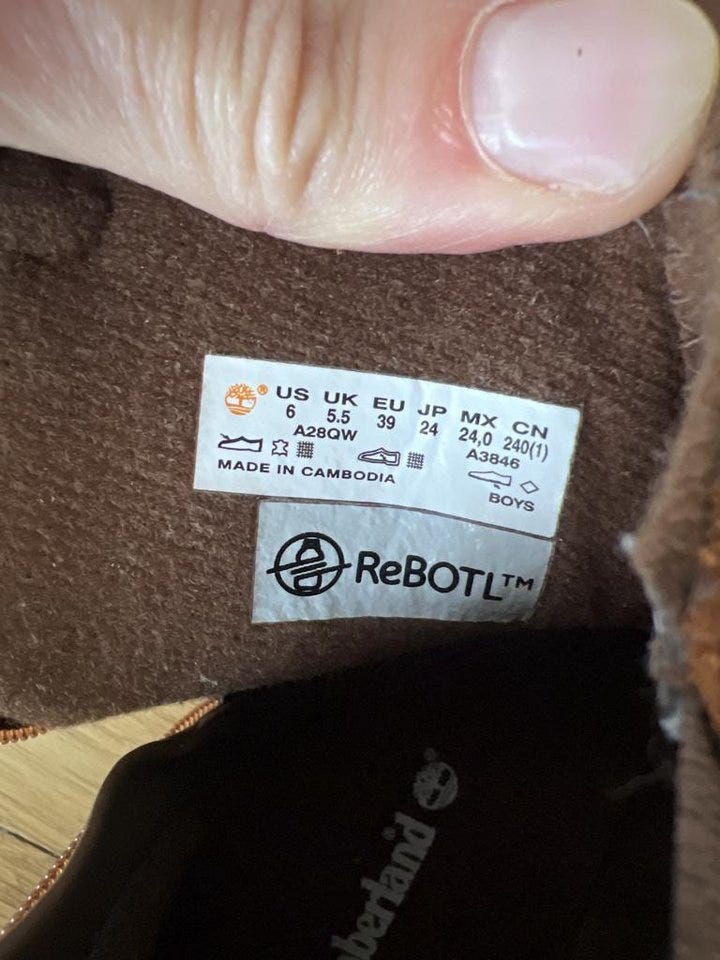 ® US UK EU JP MX CN
6 5.5 39 24 24,0 240(1)
A28QW A3846
MADE IN CAMBODIA
BOYS
ReBOTL™
mberland®